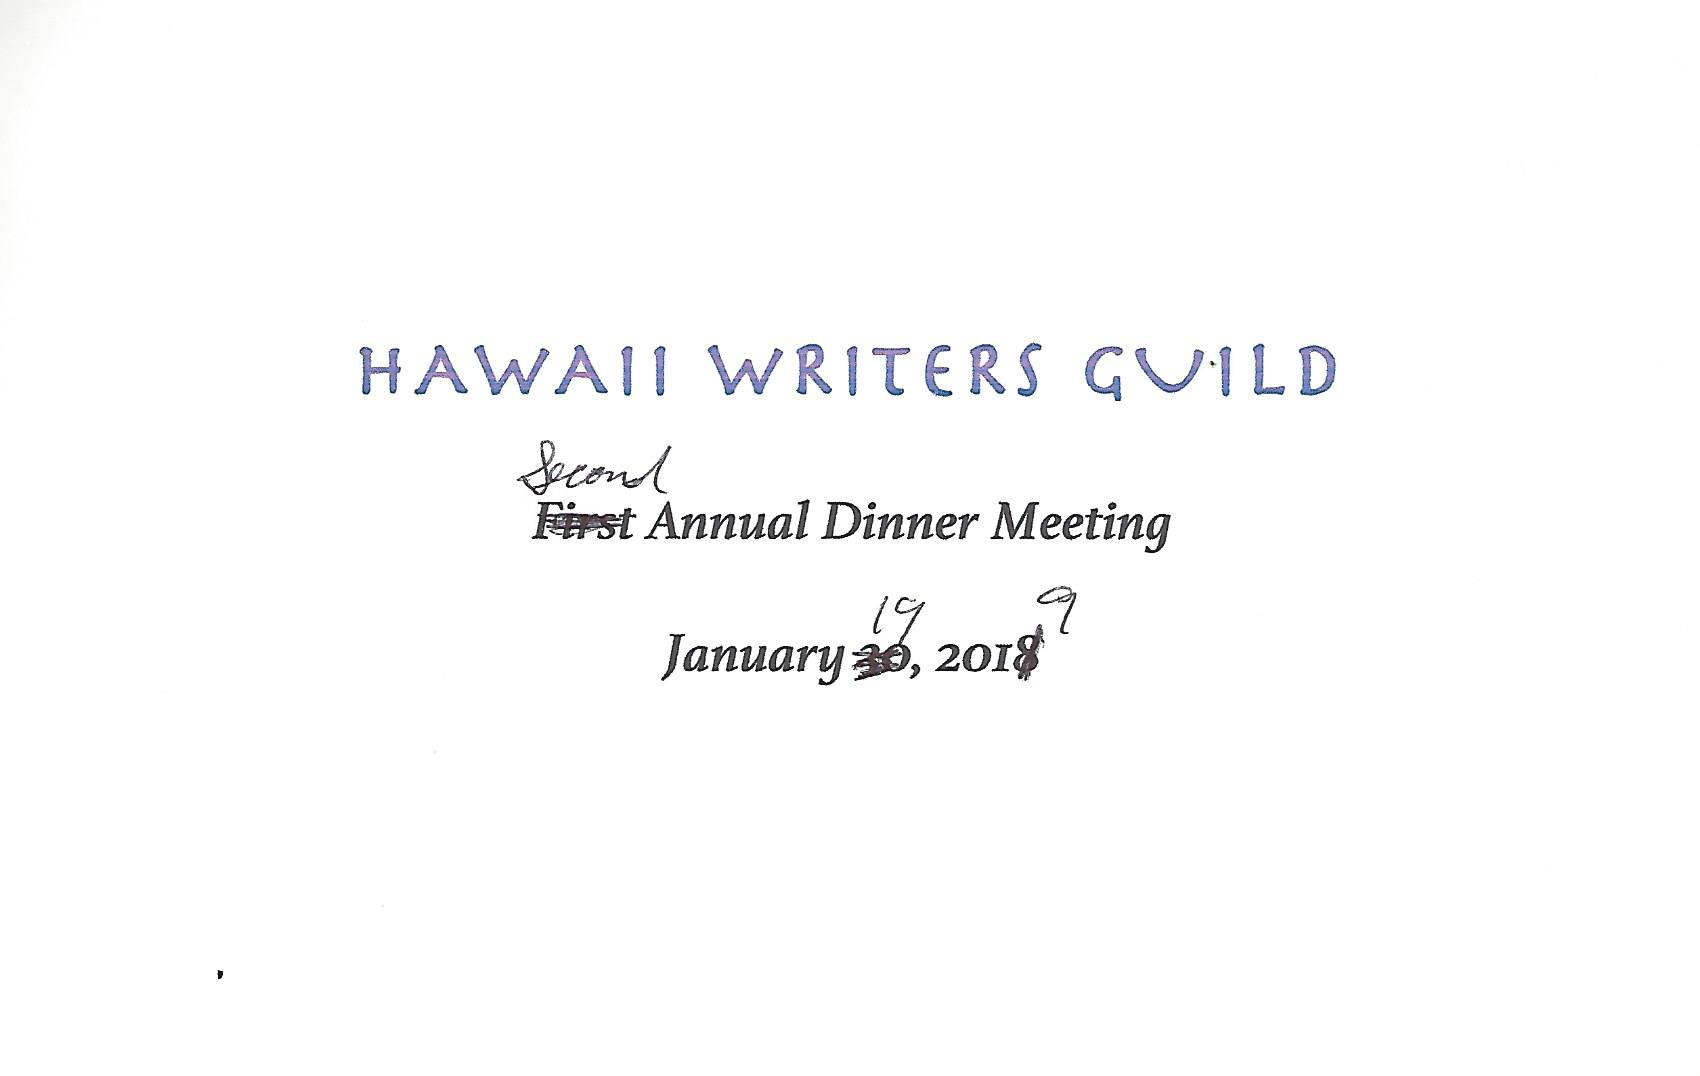 HAWAII WRITERS GUILD
Second
First Annual Dinner Meeting
19 9
January 20, 2018